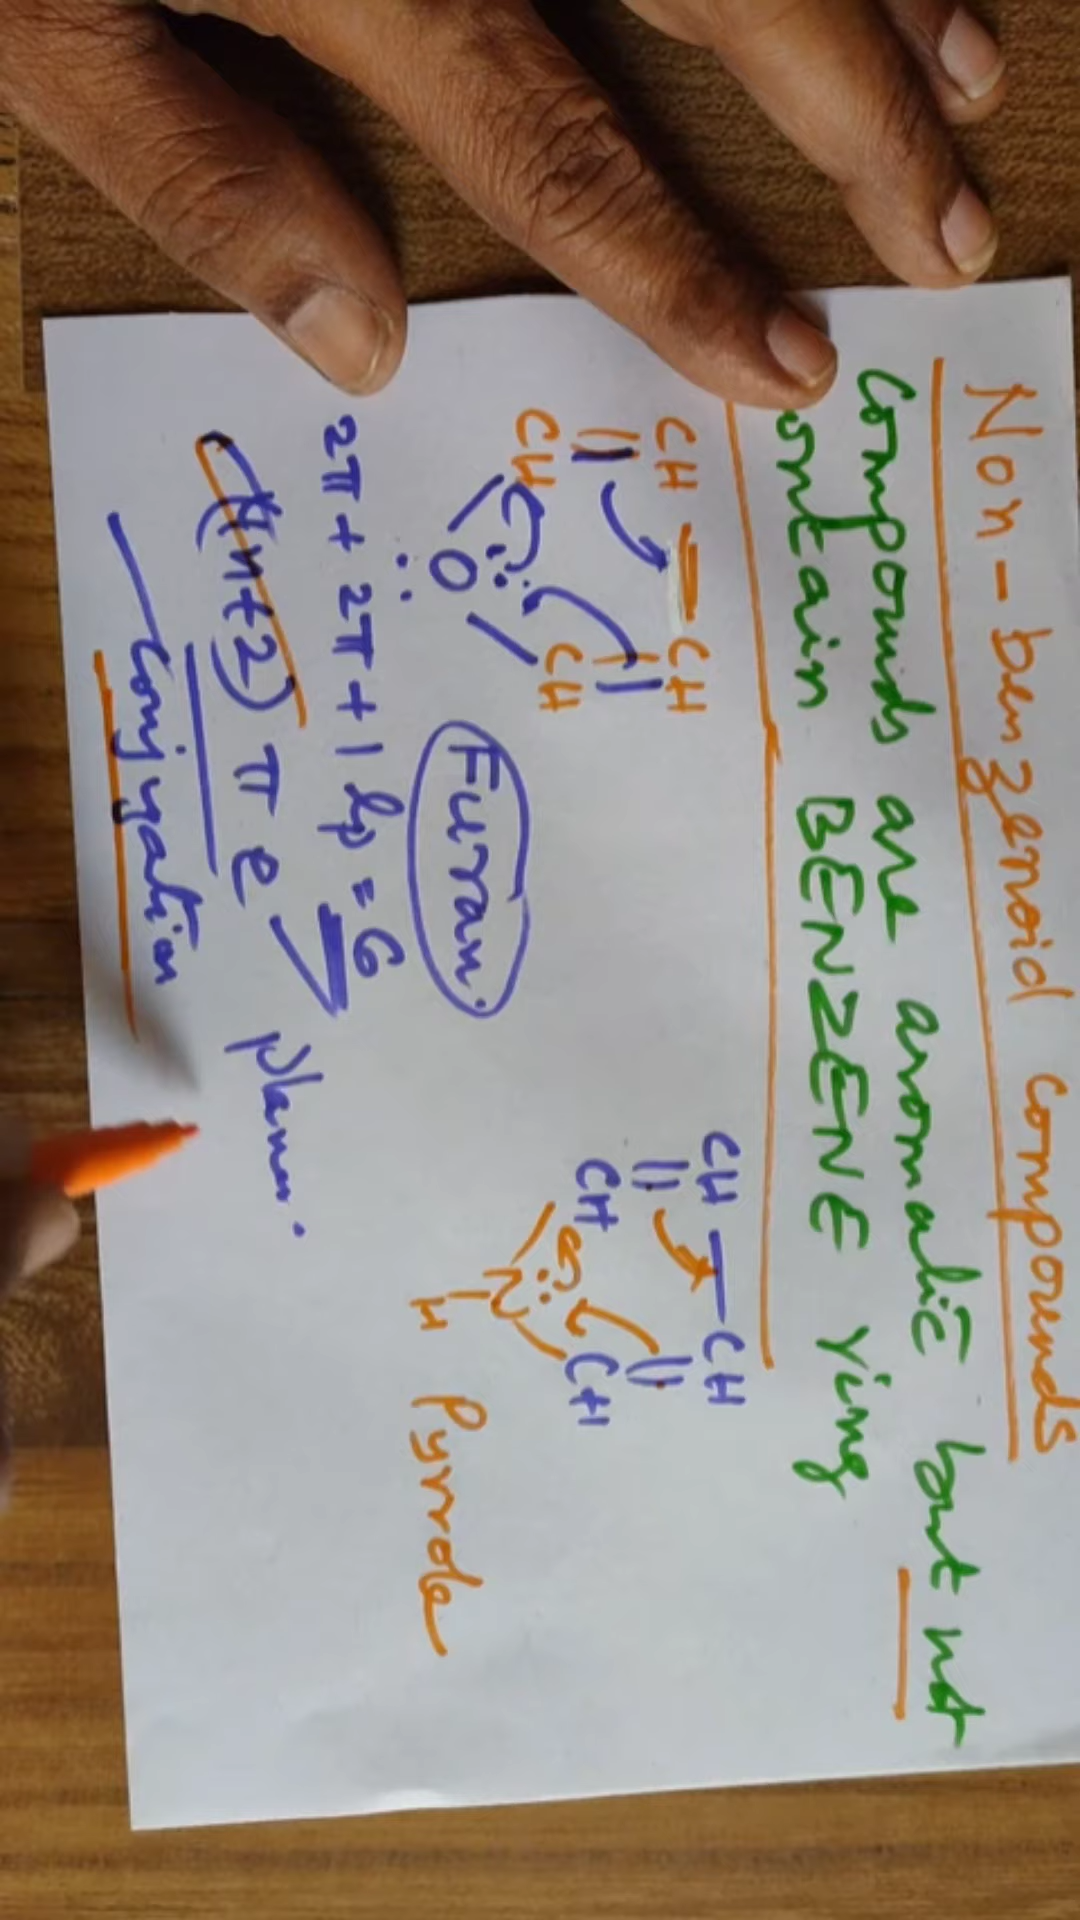 Non-benzenoid compounds
Compounds are aromatic but not
contain BENZENE ring
CH - CH
CH CH
O
Furan.
CH - CH
CH CH
N
H
Pyrrole
2π + 2π + 1 lp = 6
(4n+2) π e planar.
conjugation